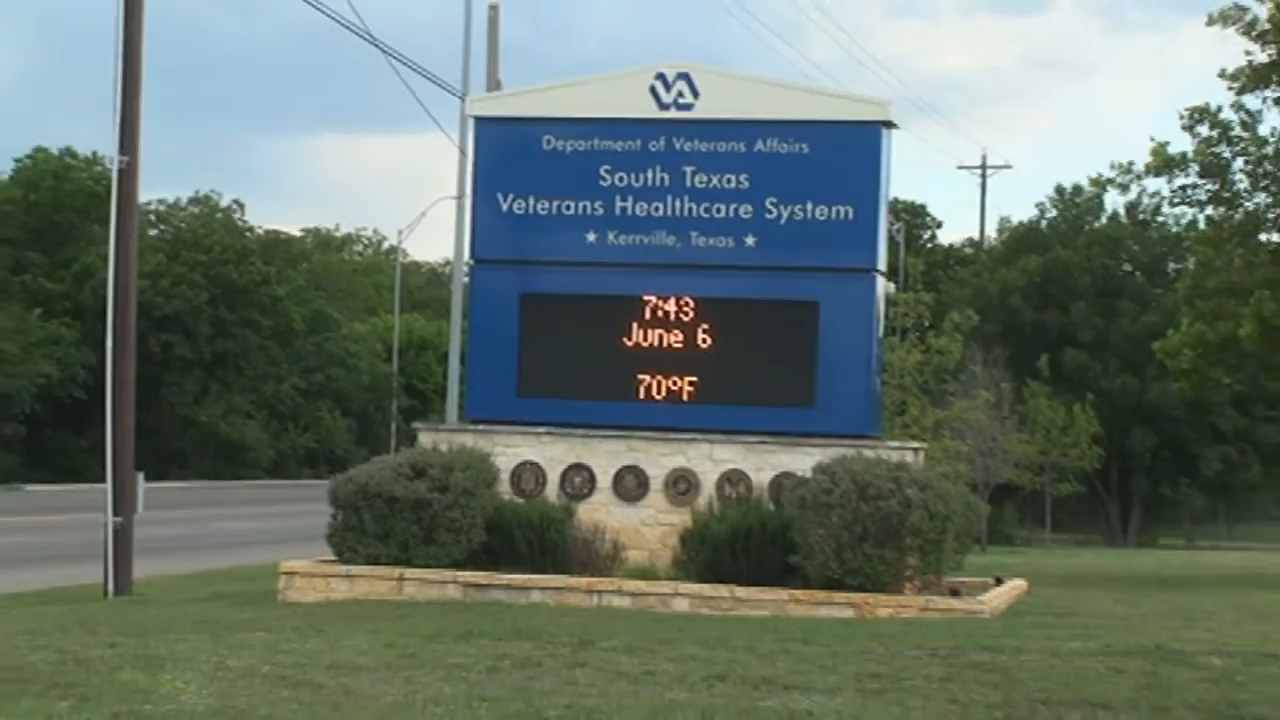 VA
Department of Veterans Affairs
South Texas
Veterans Healthcare System
★ Kerrville, Texas ★
7:43
June 6
70°F